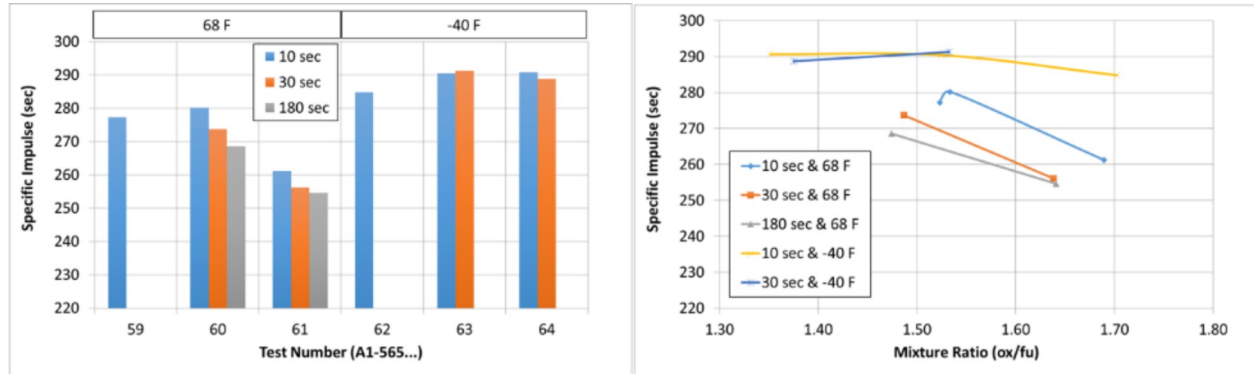 68 F -40 F
300
290
280
270
260
250
240
230
220
Specific Impulse (sec)
10 sec
30 sec
180 sec
59 60 61 62 63 64
Test Number (A1-565...)
300
290
280
270
260
250
240
230
220
Specific Impulse (sec)
10 sec & 68 F
30 sec & 68 F
180 sec & 68 F
10 sec & -40 F
30 sec & -40 F
1.30 1.40 1.50 1.60 1.70 1.80
Mixture Ratio (ox/fu)